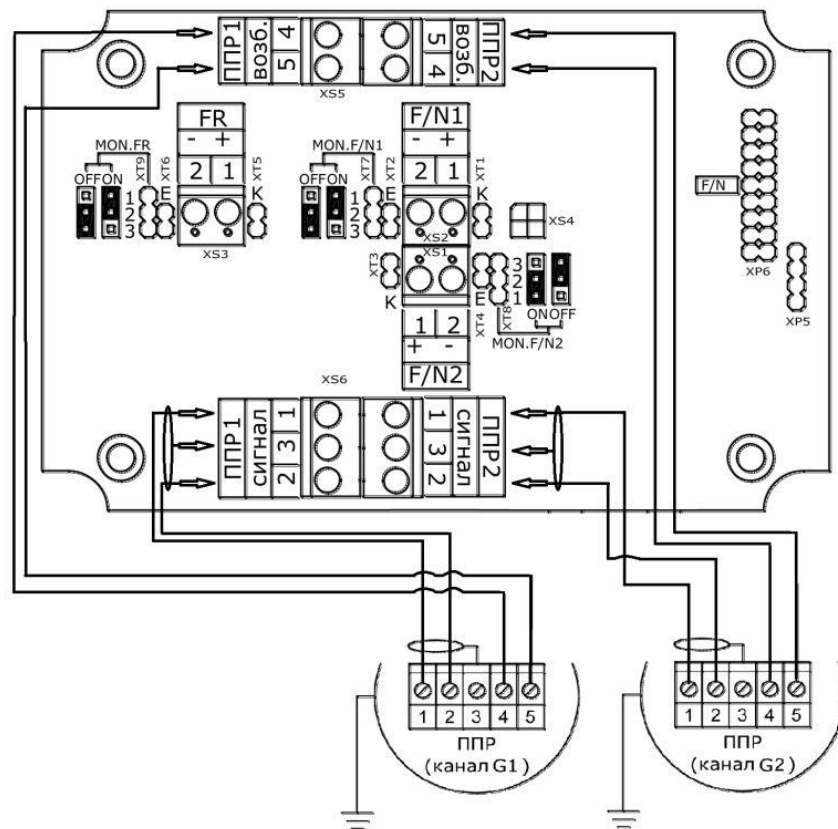 ППР1 возб. 4 5
5 4 возб. ППР2
XS5
FR
- +
2 1
MON.FR
OFF ON
XT9
XT6
XT5
1 2 3
E
K
XS3
F/N1
- +
2 1
MON.F/N1
OFF ON
XT7
XT2
XT1
1 2 3
E
K
XS2
XS4
F/N
XP6
XP5
XS1
XT3
K
E
3 2 1
XT4
XT8
ON OFF
MON.F/N2
1 2
+ -
F/N2
XS6
ППР1 сигнал 1 3 2
1 3 2 сигнал ППР2
1 2 3 4 5
ППР
(канал G1)
1 2 3 4 5
ППР
(канал G2)